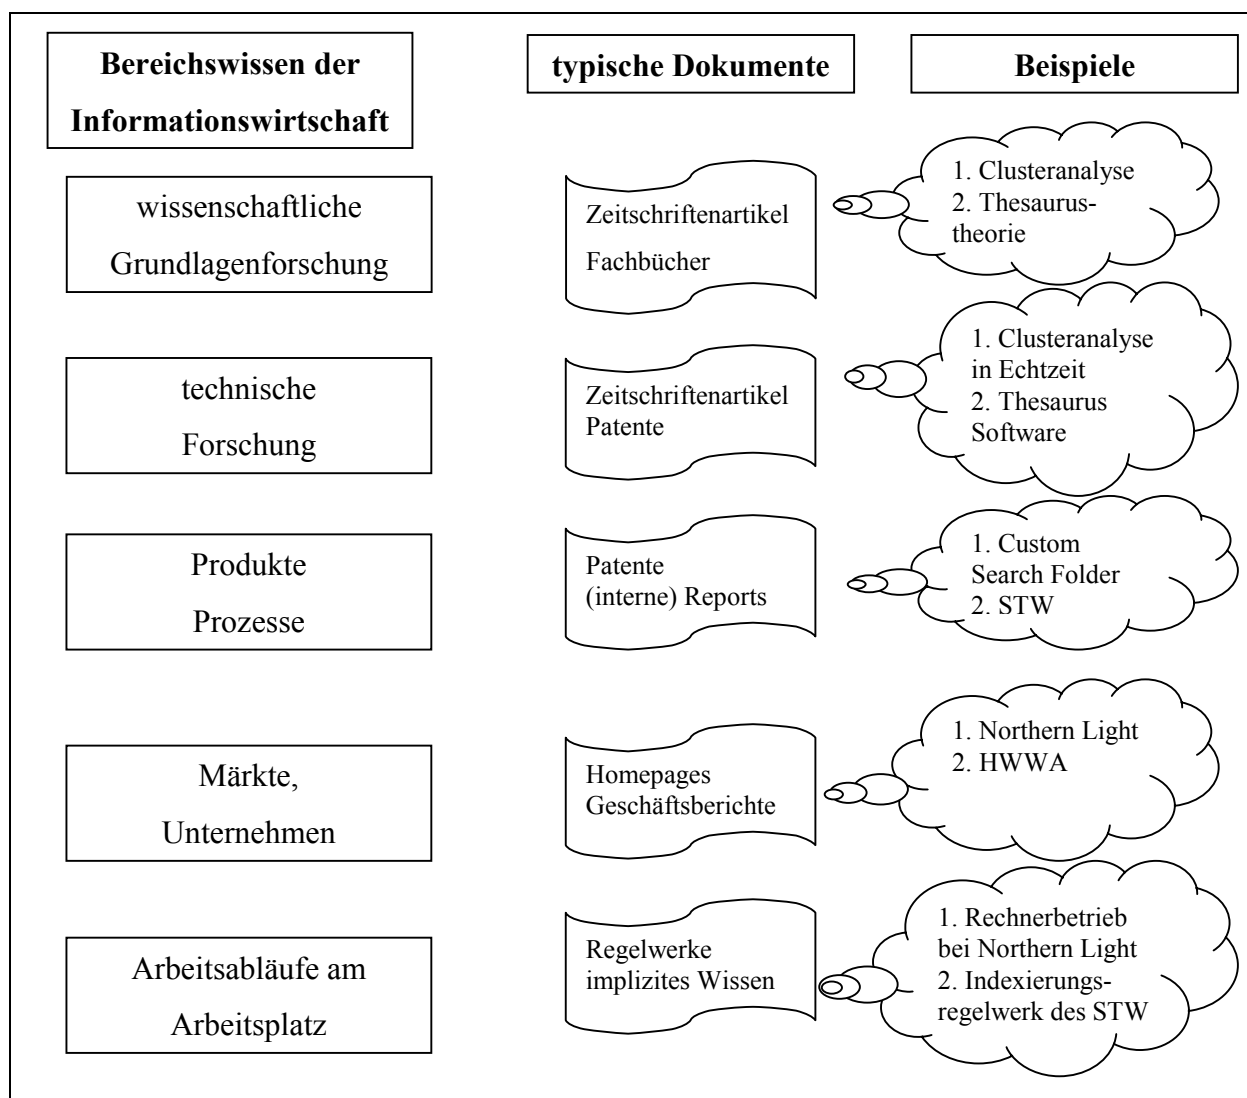 Bereichswissen der
Informationswirtschaft
typische Dokumente
Beispiele
wissenschaftliche
Grundlagenforschung
Zeitschriftenartikel
Fachbücher
1. Clusteranalyse
2. Thesaurus-
theorie
technische
Forschung
Zeitschriftenartikel
Patente
1. Clusteranalyse
in Echtzeit
2. Thesaurus
Software
Produkte
Prozesse
Patente
(interne) Reports
1. Custom
Search Folder
2. STW
Märkte,
Unternehmen
Homepages
Geschäftsberichte
1. Northern Light
2. HWWA
Arbeitsabläufe am
Arbeitsplatz
Regelwerke
implizites Wissen
1. Rechnerbetrieb
bei Northern Light
2. Indexierungs-
regelwerk des STW